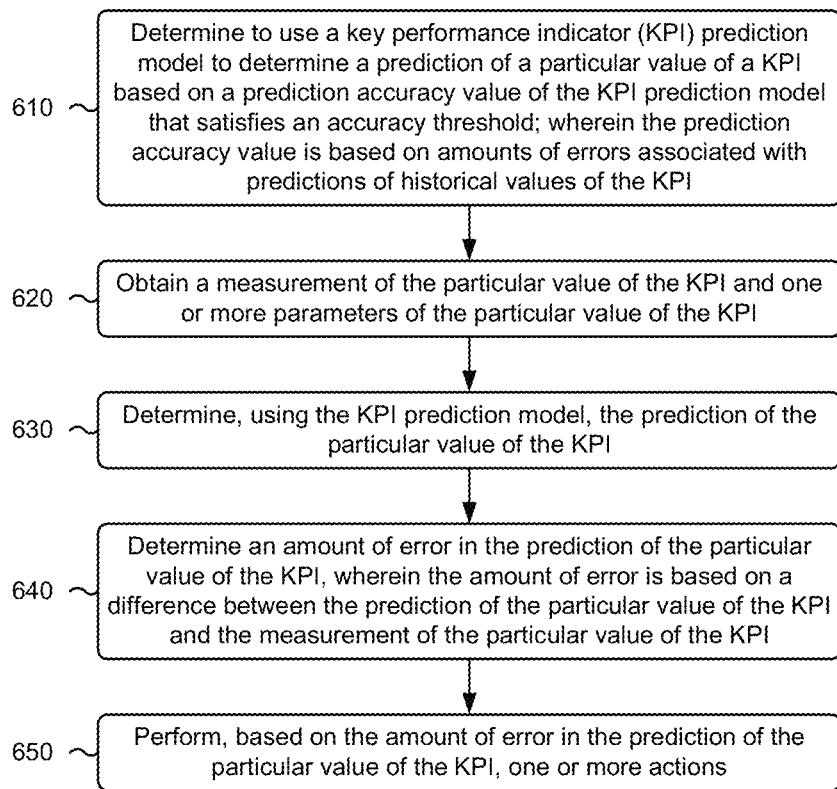 Determine to use a key performance indicator (KPI) prediction
model to determine a prediction of a particular value of a KPI
based on a prediction accuracy value of the KPI prediction model
610
that satisfies an accuracy threshold; wherein the prediction
accuracy value is based on amounts of errors associated with
predictions of historical values of the KPI
620
Obtain a measurement of the particular value of the KPI and one
or more parameters of the particular value of the KPI
630
Determine, using the KPI prediction model, the prediction of the
particular value of the KPI
Determine an amount of error in the prediction of the particular
640
value of the KPI, wherein the amount of error is based on a
difference between the prediction of the particular value of the KPI
and the measurement of the particular value of the KPI
650
Perform, based on the amount of error in the prediction of the
particular value of the KPI, one or more actions